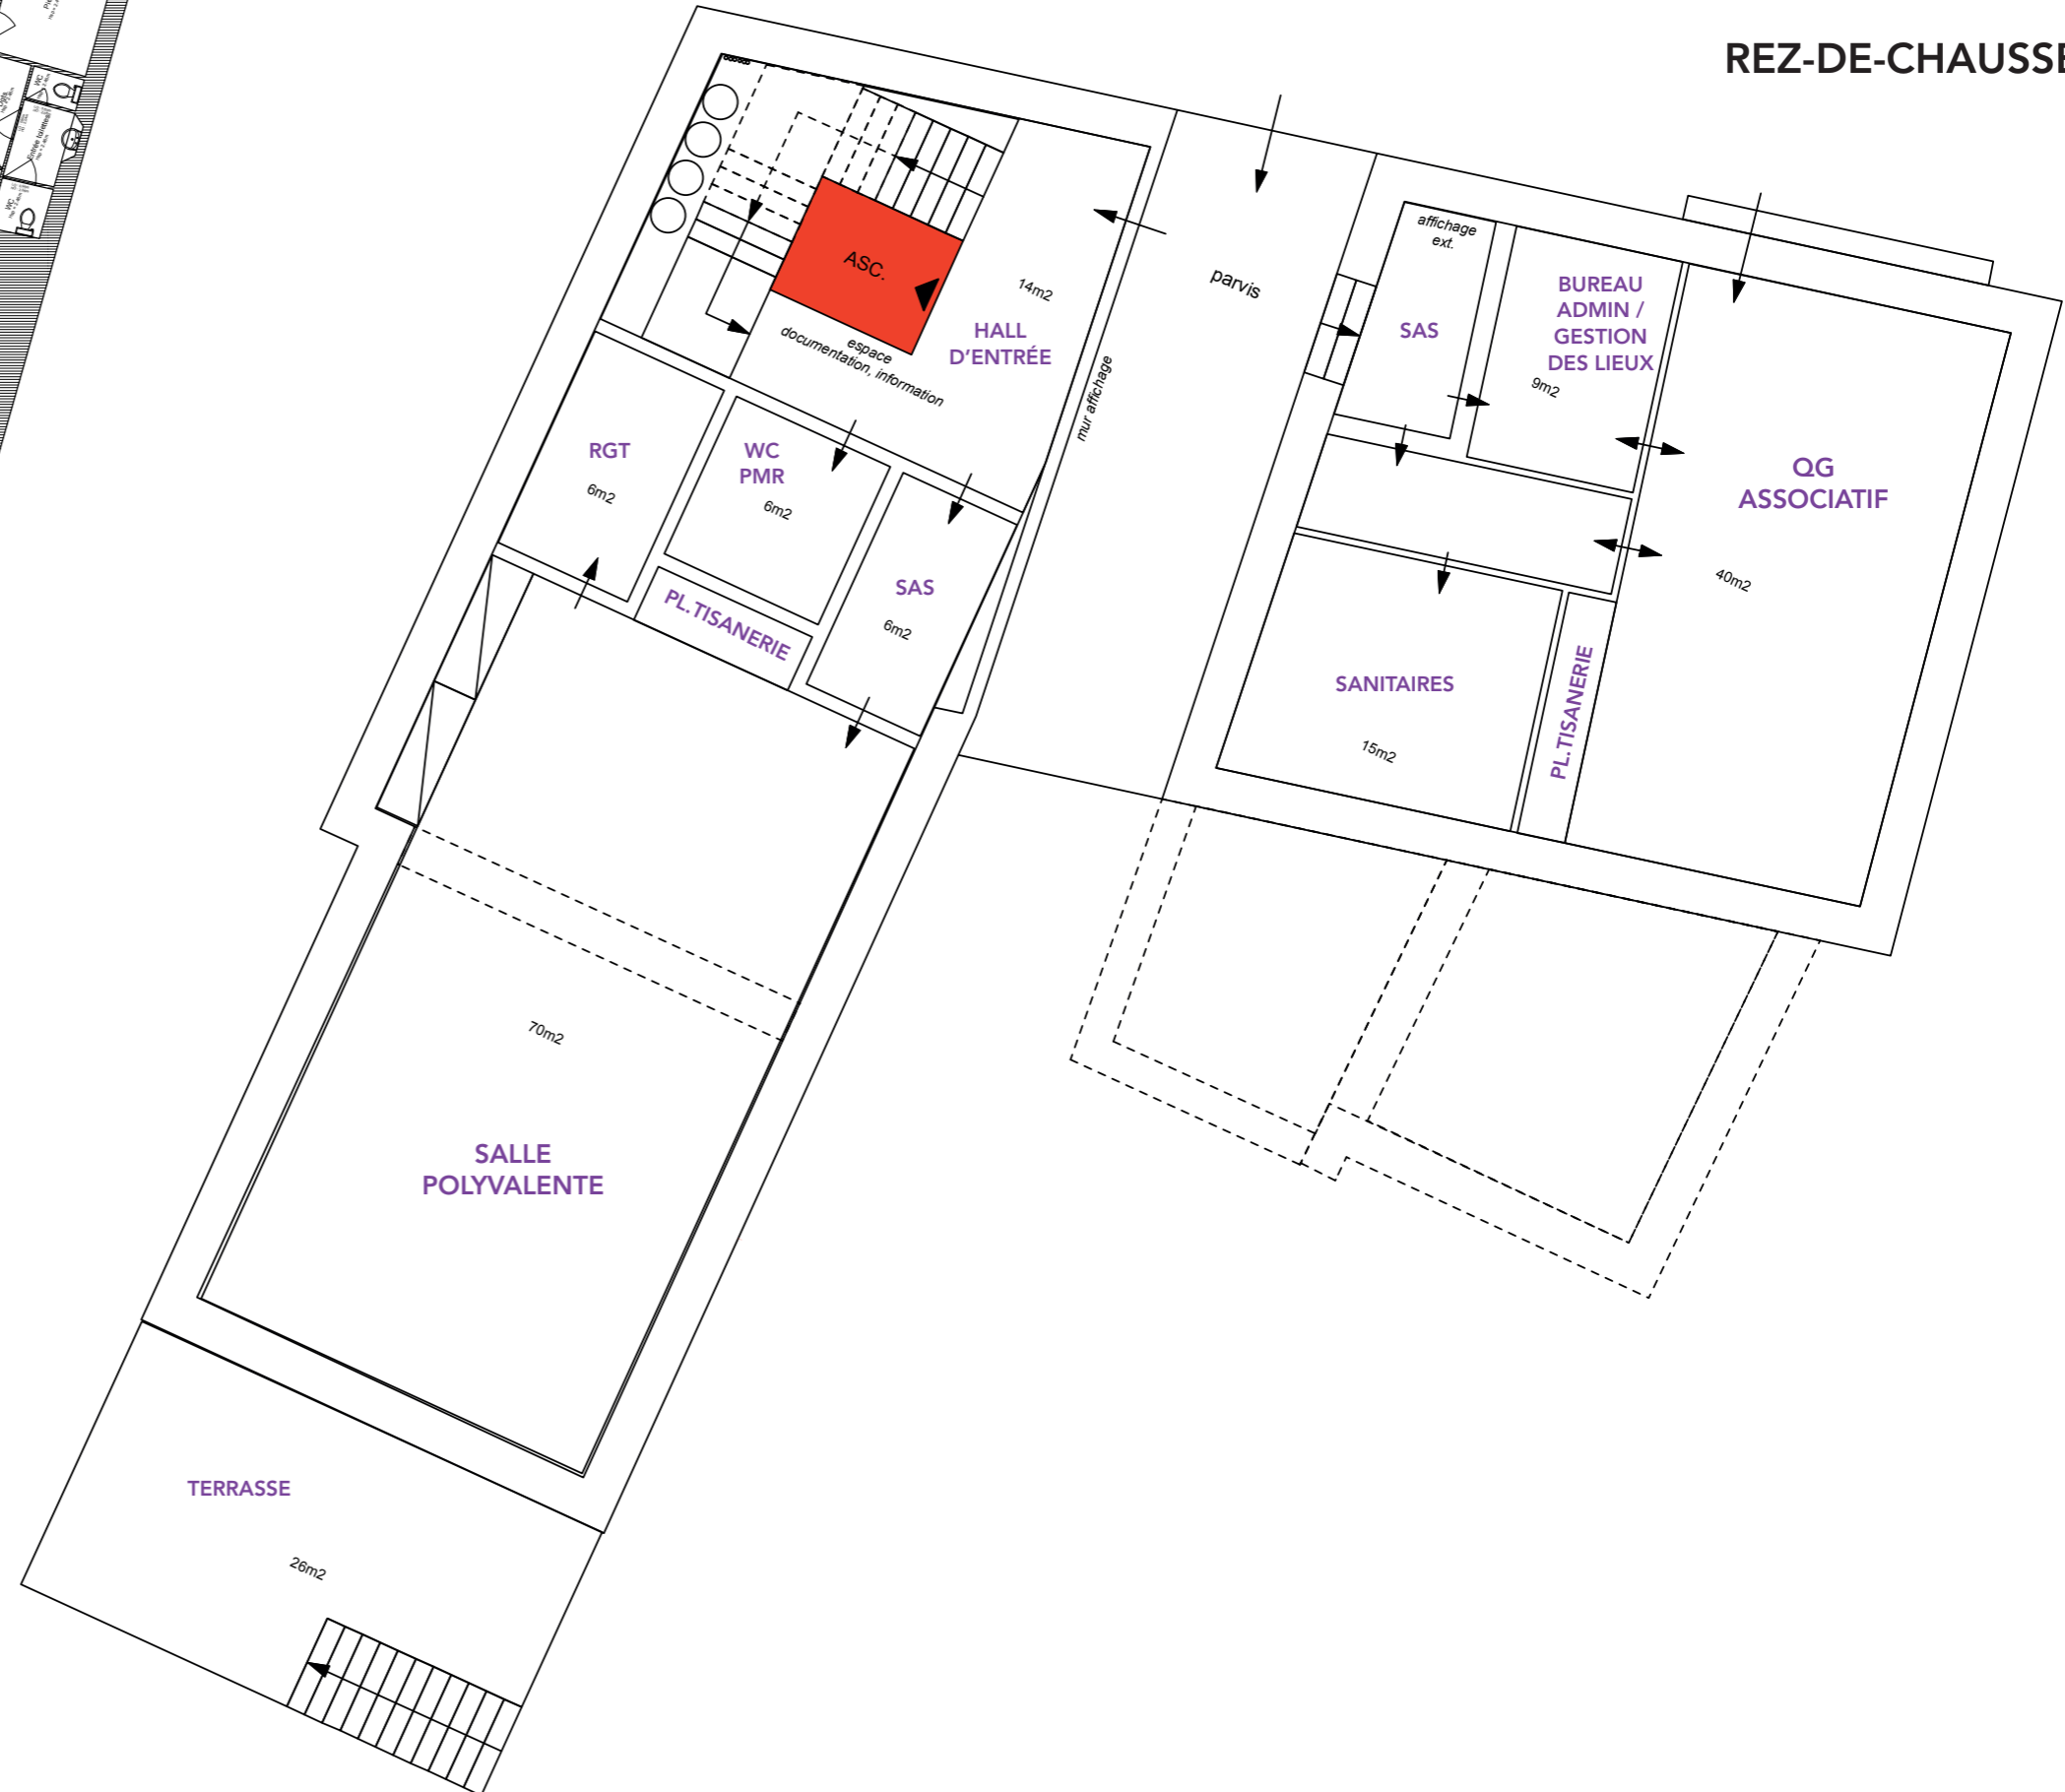 REZ-DE-CHAUSSE
WC
WC
affichage
ext.
ASC.
14m2
HALL
D'ENTRÉE
espace
documentation, information
mur affichage
parvis
SAS
BUREAU
ADMIN /
GESTION
DES LIEUX
9m2
QG
ASSOCIATIF
40m2
RGT
6m2
WC
PMR
6m2
SAS
6m2
PL.TISANERIE
SANITAIRES
15m2
PL.TISANERIE
70m2
SALLE
POLYVALENTE
TERRASSE
26m2